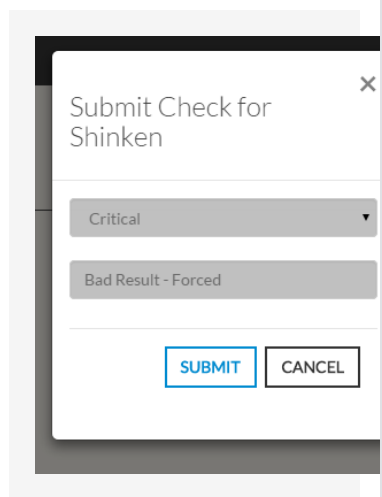 ×
Submit Check for
Shinken
Critical
Bad Result - Forced
SUBMIT CANCEL